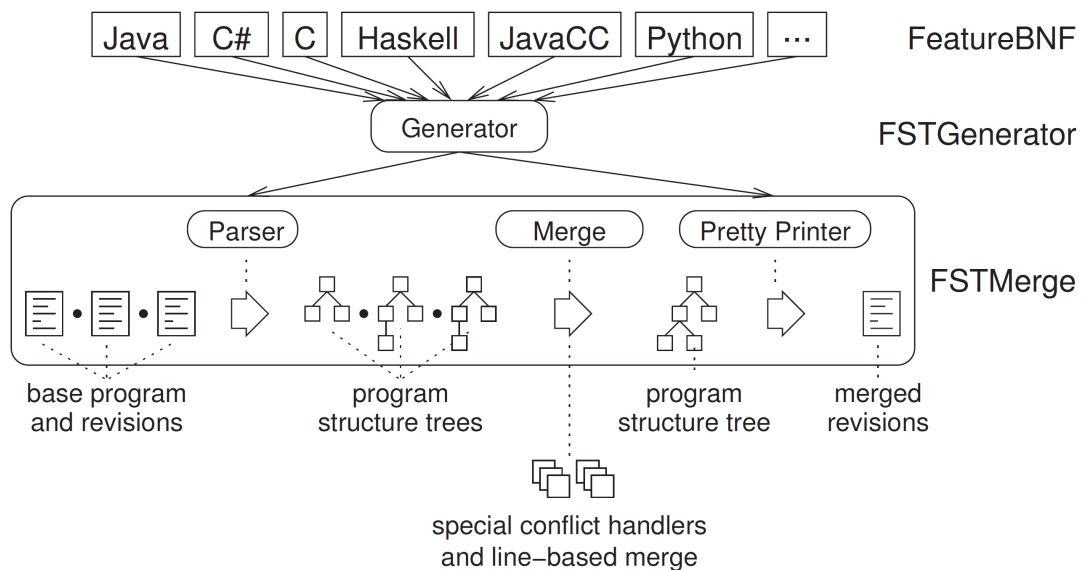 Java C# C Haskell JavaCC Python ... FeatureBNF
Generator
FSTGenerator
Parser Merge Pretty Printer
FSTMerge
base program
and revisions
program
structure trees
program
structure tree
merged
revisions
special conflict handlers
and line−based merge